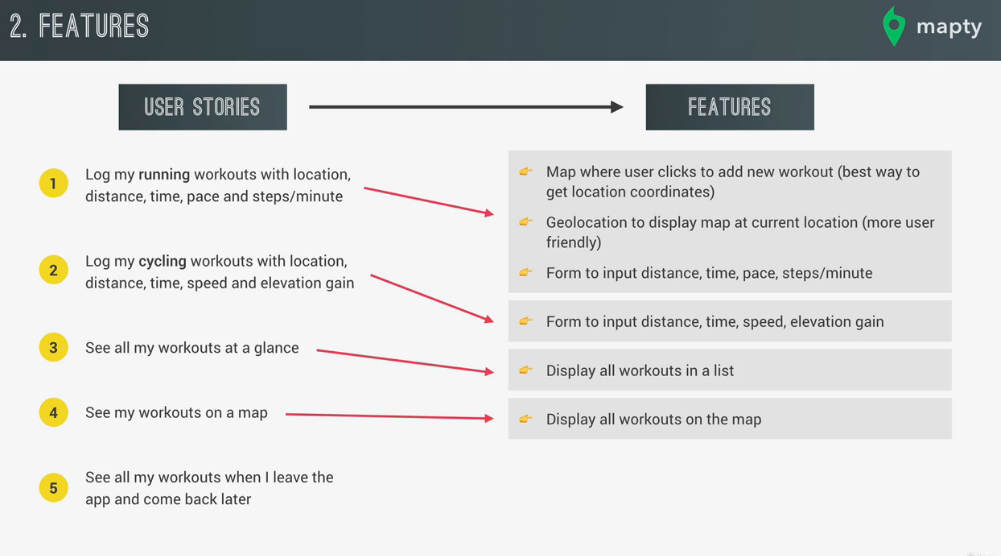 2. FEATURES
mapty
USER STORIES
FEATURES
1
Log my running workouts with location,
distance, time, pace and steps/minute
2
Log my cycling workouts with location,
distance, time, speed and elevation gain
3
See all my workouts at a glance
4
See my workouts on a map
5
See all my workouts when I leave the
app and come back later
Map where user clicks to add new workout (best way to
get location coordinates)
Geolocation to display map at current location (more user
friendly)
Form to input distance, time, pace, steps/minute
Form to input distance, time, speed, elevation gain
Display all workouts in a list
Display all workouts on the map